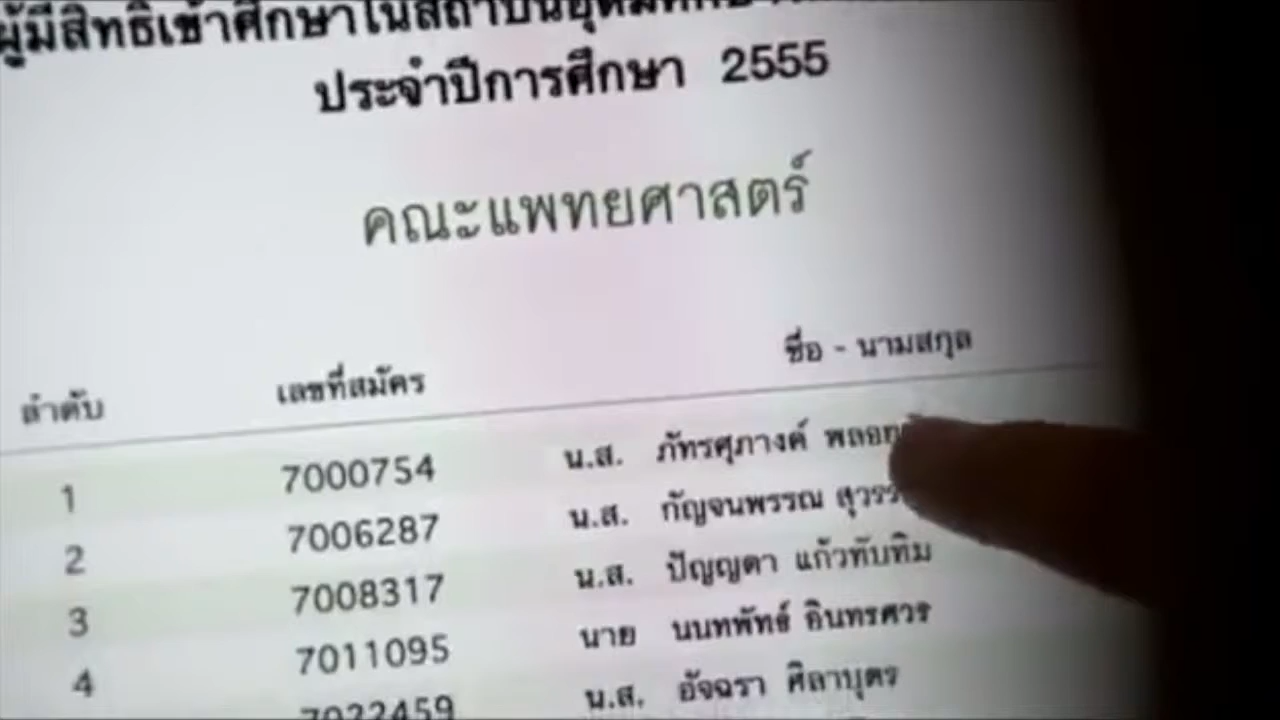 ผู้มีสิทธิ์เข้าศึกษาในสถาบันอุดมศึกษา
ประจำปีการศึกษา 2555
คณะแพทยศาสตร์
ลำดับ เลขที่สมัคร ชื่อ - นามสกุล
1 7000754 น.ส. ภัทรศุภางค์
2 7006287 น.ส. กัญจนพรรณ
3 7008317 น.ส. ปัญญดา แก้วทับทิม
4 7011095 นาย นนทพัทธ์ อินทรศวร
7022459 น.ส. อัจฉรา ศิลาบุตร